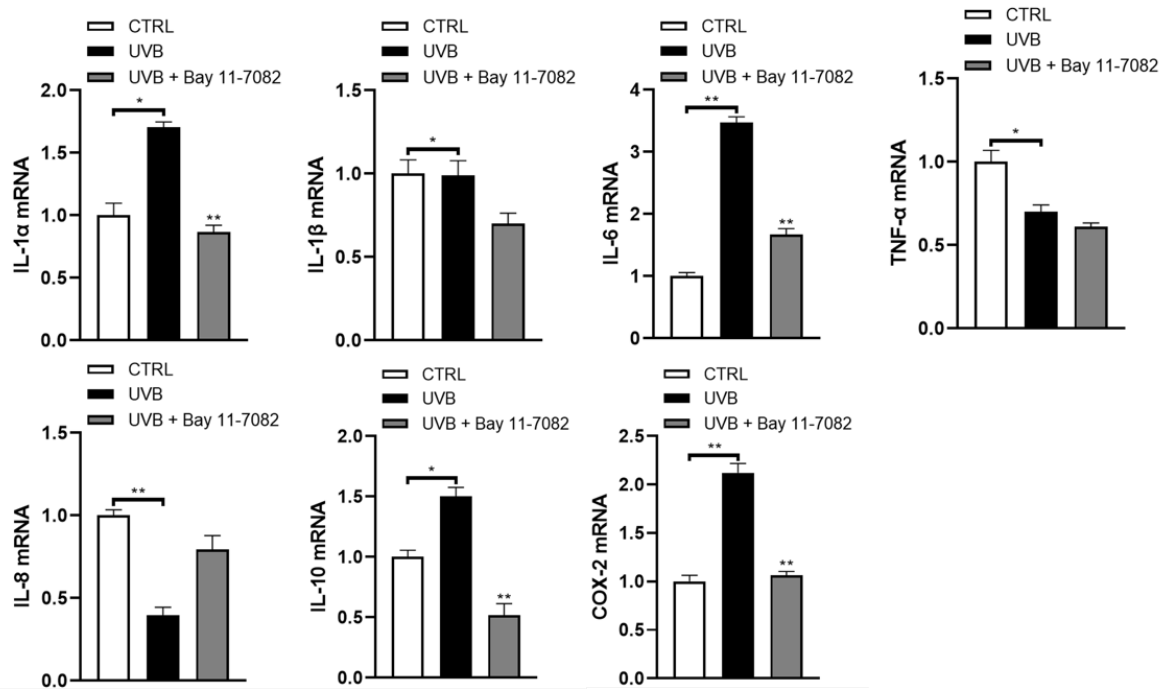 CTRL
UVB
UVB + Bay 11-7082
IL-1α mRNA
2.0
1.5
1.0
0.5
0.0
*
**
CTRL
UVB
UVB + Bay 11-7082
IL-1β mRNA
1.5
1.0
0.5
0.0
*
CTRL
UVB
UVB + Bay 11-7082
IL-6 mRNA
4
3
2
1
0
**
**
CTRL
UVB
UVB + Bay 11-7082
TNF-α mRNA
1.5
1.0
0.5
0.0
*
CTRL
UVB
UVB + Bay 11-7082
IL-8 mRNA
1.5
1.0
0.5
0.0
**
CTRL
UVB
UVB + Bay 11-7082
IL-10 mRNA
2.0
1.5
1.0
0.5
0.0
*
**
CTRL
UVB
UVB + Bay 11-7082
COX-2 mRNA
2.5
2.0
1.5
1.0
0.5
0.0
**
**